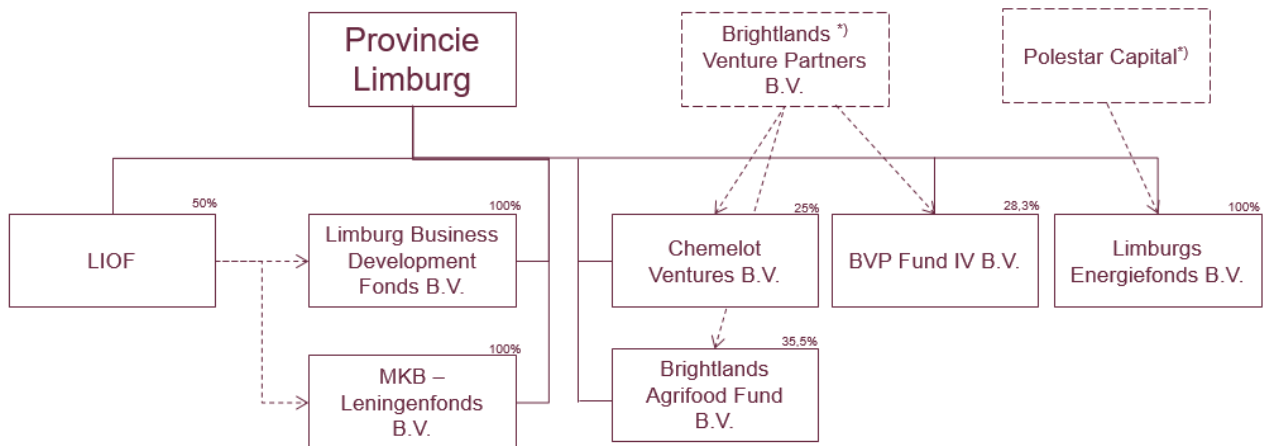 Provincie
Limburg
Brightlands *)
Venture Partners
B.V.
Polestar Capital*)
50%
LIOF
100%
Limburg Business
Development
Fonds B.V.
25%
Chemelot
Ventures B.V.
28,3%
BVP Fund IV B.V.
100%
Limburgs
Energiefonds B.V.
100%
MKB –
Leningenfonds
B.V.
35,5%
Brightlands
Agrifood Fund
B.V.